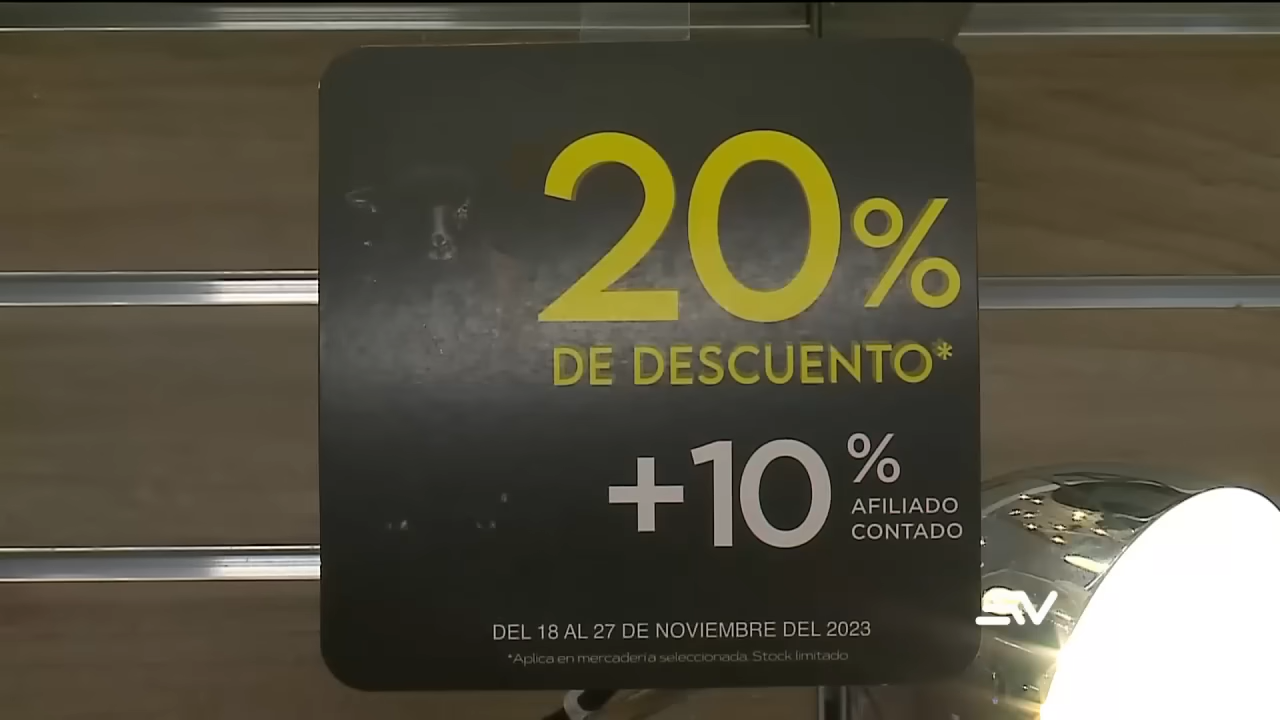 20%
DE DESCUENTO*
+10%
AFILIADO
CONTADO
DEL 18 AL 27 DE NOVIEMBRE DEL 2023
*Aplica en mercadería seleccionada. Stock limitado